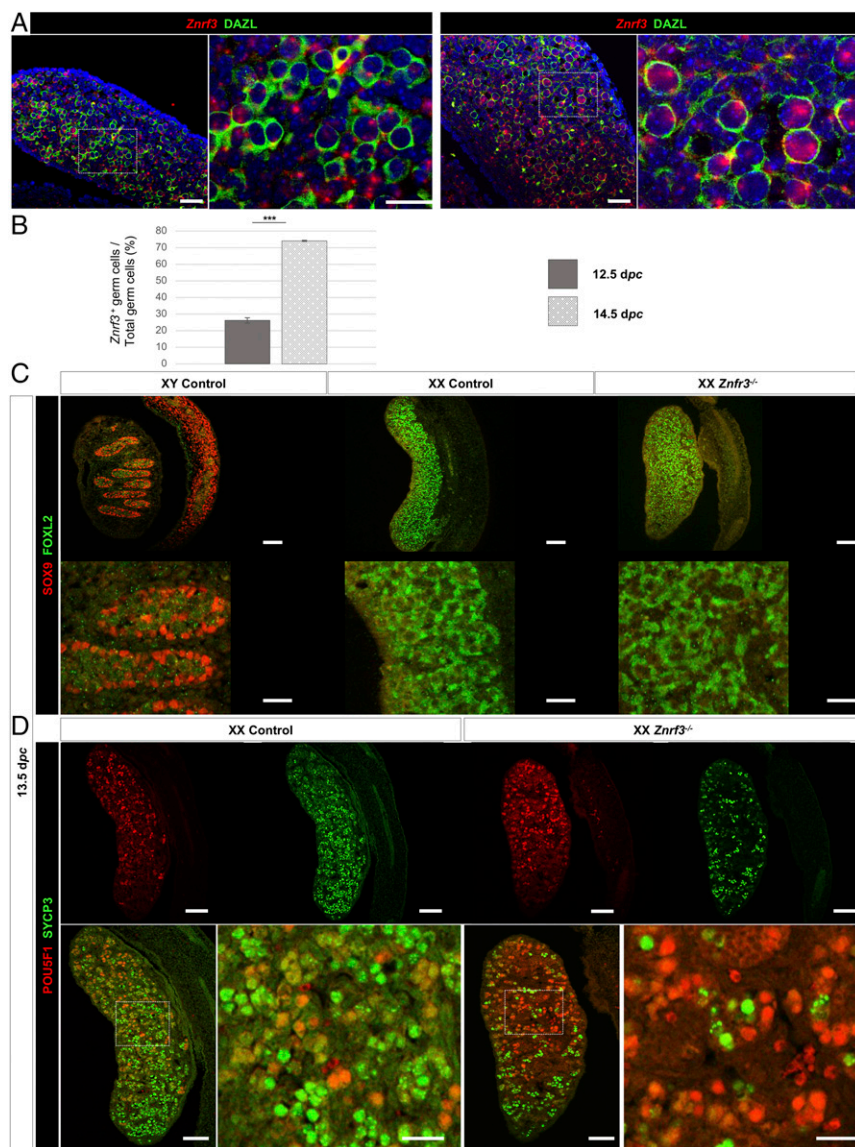 A
Znrf3 DAZL
Znrf3 DAZL
B
Znrf3+ germ cells /
Total germ cells (%)
80
70
60
50
40
30
20
10
0
***
12.5 dpc
14.5 dpc
C
XY Control
XX Control
XX Znfr3-/-
SOX9 FOXL2
D
XX Control
XX Znrf3-/-
13.5 dpc
POU5F1 SYCP3